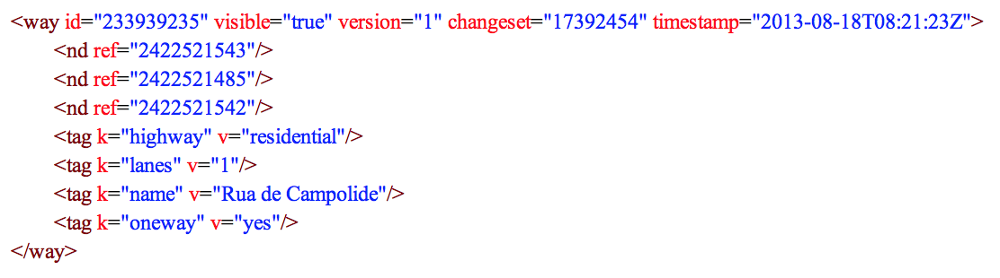 <way id="233939235" visible="true" version="1" changeset="17392454" timestamp="2013-08-18T08:21:23Z">
<nd ref="2422521543"/>
<nd ref="2422521485"/>
<nd ref="2422521542"/>
<tag k="highway" v="residential"/>
<tag k="lanes" v="1"/>
<tag k="name" v="Rua de Campolide"/>
<tag k="oneway" v="yes"/>
</way>